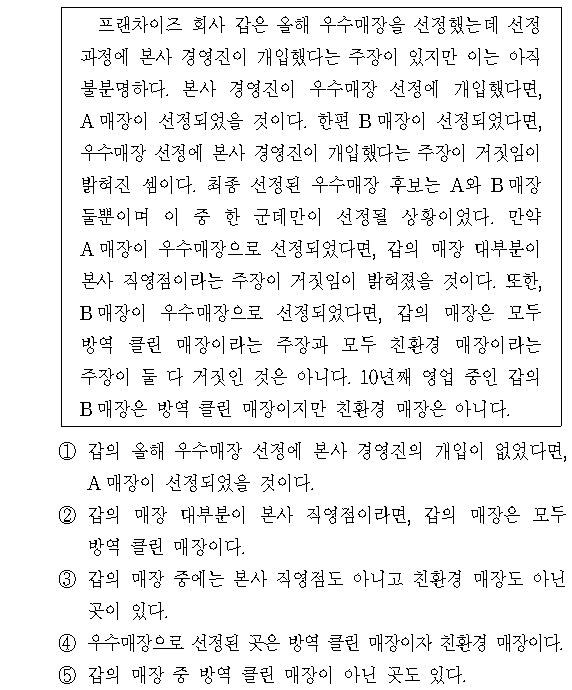 프랜차이즈 회사 갑은 올해 우수매장을 선정했는데 선정
과정에 본사 경영진이 개입했다는 주장이 있지만 이는 아직
불분명하다. 본사 경영진이 우수매장 선정에 개입했다면,
A 매장이 선정되었을 것이다. 한편 B 매장이 선정되었다면,
우수매장 선정에 본사 경영진이 개입했다는 주장이 거짓임이
밝혀진 셈이다. 최종 선정된 우수매장 후보는 A와 B 매장
둘뿐이며 이 중 한 군데만이 선정될 상황이었다. 만약
A 매장이 우수매장으로 선정되었다면, 갑의 매장 대부분이
본사 직영점이라는 주장이 거짓임이 밝혀졌을 것이다. 또한,
B 매장이 우수매장으로 선정되었다면, 갑의 매장은 모두
방역 클린 매장이라는 주장과 모두 친환경 매장이라는
주장이 둘 다 거짓인 것은 아니다. 10년째 영업 중인 갑의
B 매장은 방역 클린 매장이지만 친환경 매장은 아니다.
① 갑의 올해 우수매장 선정에 본사 경영진의 개입이 없었다면,
A 매장이 선정되었을 것이다.
② 갑의 매장 대부분이 본사 직영점이라면, 갑의 매장은 모두
방역 클린 매장이다.
③ 갑의 매장 중에는 본사 직영점도 아니고 친환경 매장도 아닌
곳이 있다.
④ 우수매장으로 선정된 곳은 방역 클린 매장이자 친환경 매장이다.
⑤ 갑의 매장 중 방역 클린 매장이 아닌 곳도 있다.